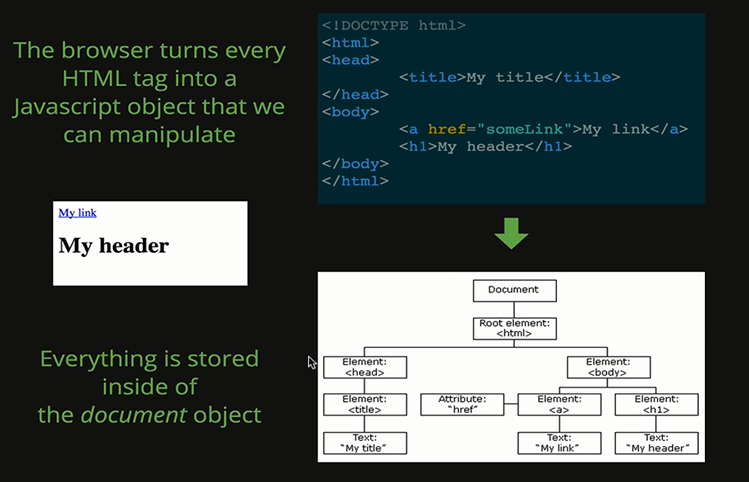 The browser turns every
HTML tag into a
Javascript object that we
can manipulate
<!DOCTYPE html>
<html>
<head>
<title>My title</title>
</head>
<body>
<a href="someLink">My link</a>
<h1>My header</h1>
</body>
</html>
My link
My header
Everything is stored
inside of
the document object
Document
Root element:
<html>
Element:
<head>
Element:
<body>
Element:
<title>
Attribute:
"href"
Element:
<a>
Element:
<h1>
Text:
"My title"
Text:
"My link"
Text:
"My header"